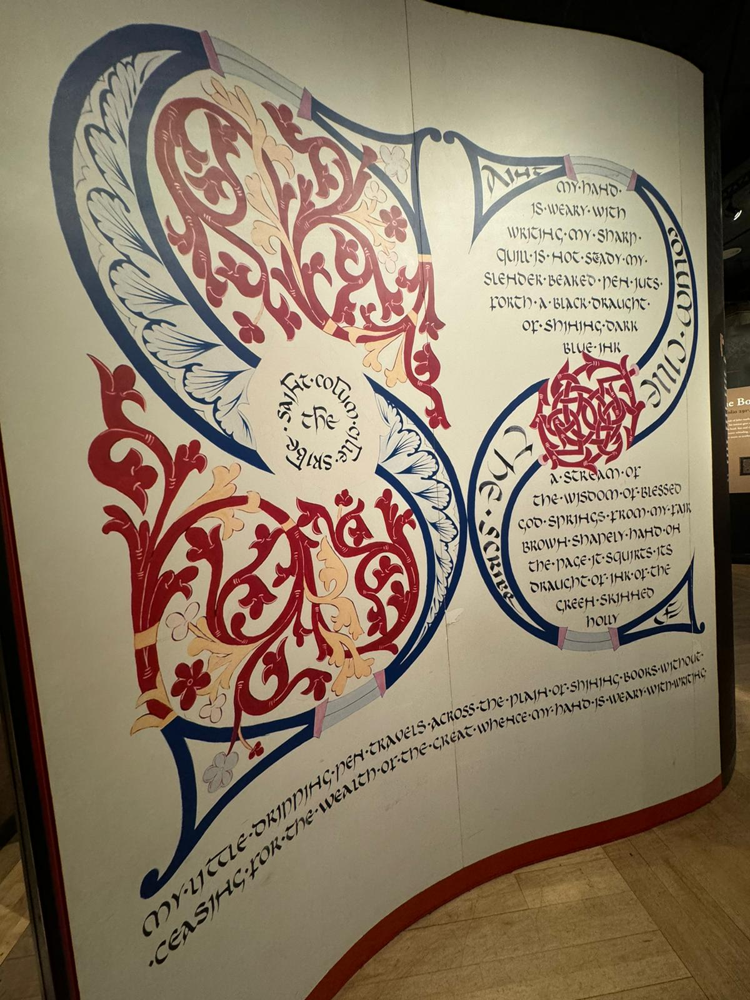 SAINT·COLUM·CILLE·SKIBE·
the
AINT
COLUM·CILLE
THE·SCRIBE
MY·HAND·
IS·WEARY·WITH
WRITING·MY·SHARP·
QUILL·IS·NOT·STEADY·MY·
SLENDER·BEAKED·PEN·JUTS·
FORTH·A·BLACK·DRAUGHT·
OF·SHINING·DARK
BLUE·INK
A·STREAM·OF
THE·WISDOM·OF·BLESSED
GOD·SPRINGS·FROM·MY·FAIR
BROWN·SHAPELY·HAND·ON
THE·PAGE·IT·SQUIRTS·ITS
DRAUGHT·OF·INK·OF·THE
GREEN·SKINNED
HOLLY
MY·LITTLE·DRIPPING·PEN·TRAVELS·ACROSS·THE·PLAIN·OF·SHINING·BOOKS·WITHOUT·
·CEASING·FOR·THE·WEALTH·OF·THE·GREAT·WHENCE·MY·HAND·IS·WEARY·WITH·WRITING·